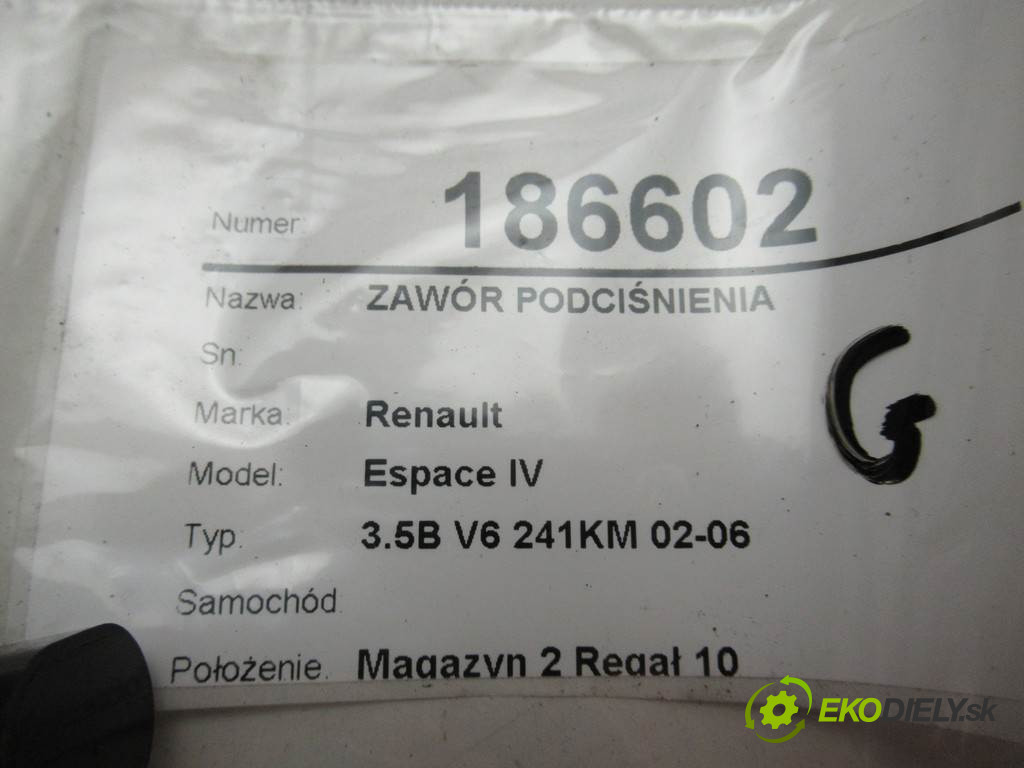 Numer: 186602
Nazwa: ZAWÓR PODCIŚNIENIA
Sn:
Marka: Renault
Model: Espace IV
Typ: 3.5B V6 241KM 02-06
Samochód
Położenie. Magazyn 2 Regał 10
G
EKODIELY.sk